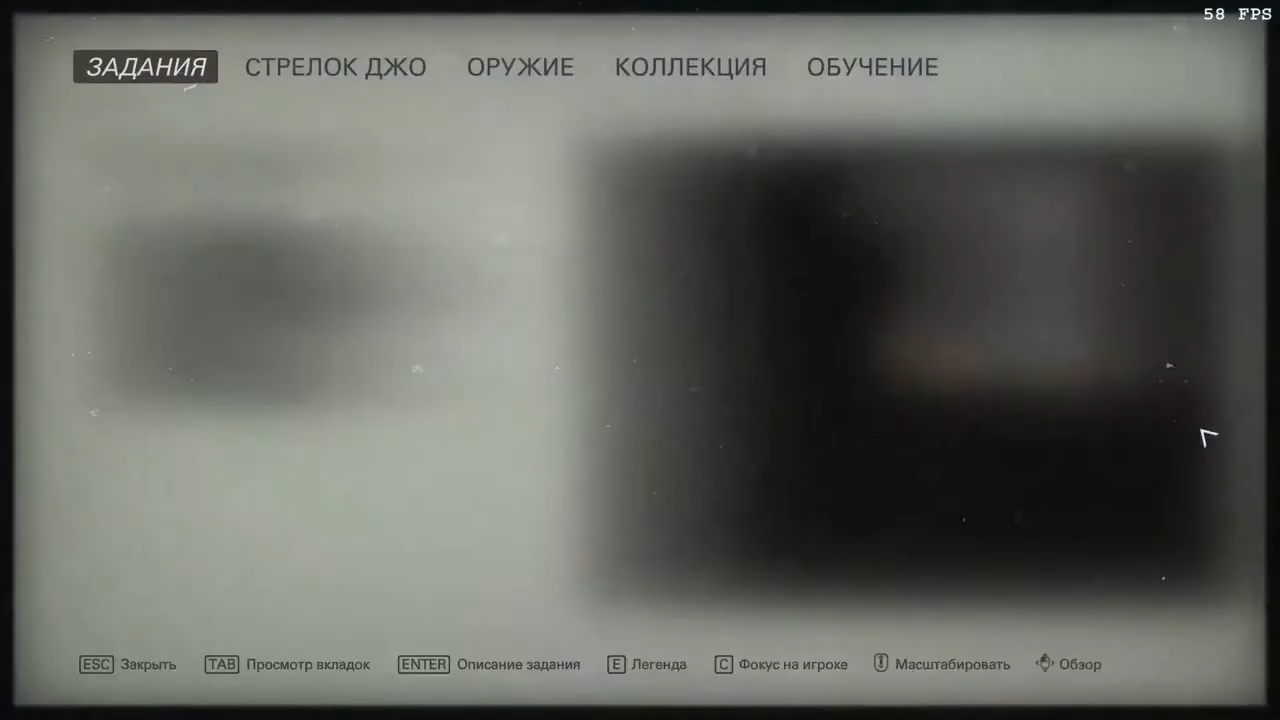 58 FPS
ЗАДАНИЯ СТРЕЛОК ДЖО ОРУЖИЕ КОЛЛЕКЦИЯ ОБУЧЕНИЕ
ESC Закрыть TAB Просмотр вкладок ENTER Описание задания E Легенда C Фокус на игроке Масштабировать Обзор